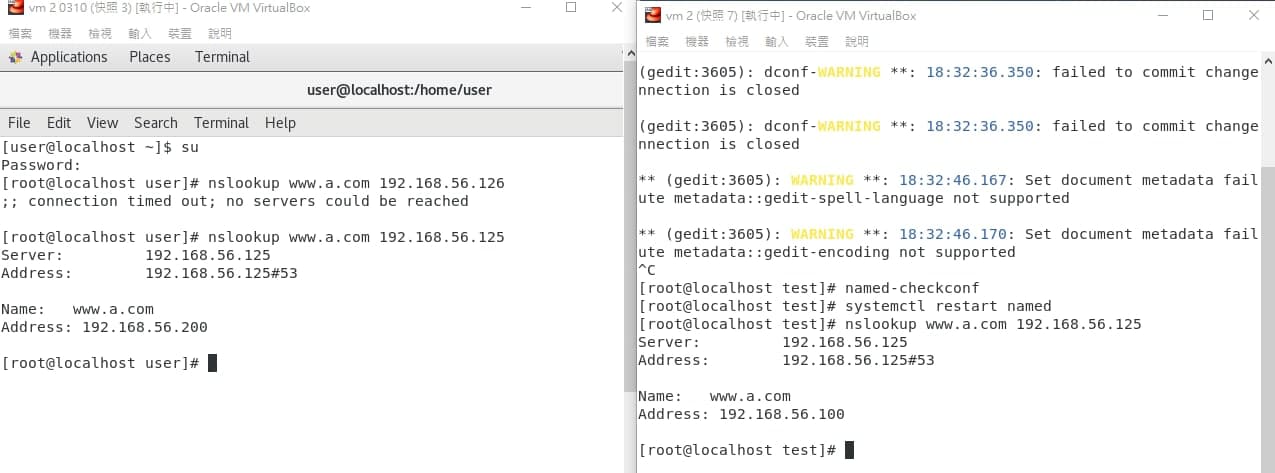 vm 2 0310 (快照 3) [執行中] - Oracle VM VirtualBox
檔案 機器 檢視 輸入 裝置 說明
Applications Places Terminal
user@localhost:/home/user
File Edit View Search Terminal Help
[user@localhost ~]$ su
Password:
[root@localhost user]# nslookup www.a.com 192.168.56.126
;; connection timed out; no servers could be reached
[root@localhost user]# nslookup www.a.com 192.168.56.125
Server: 192.168.56.125
Address: 192.168.56.125#53
Name: www.a.com
Address: 192.168.56.200
[root@localhost user]#
vm 2 (快照 7) [執行中] - Oracle VM VirtualBox
檔案 機器 檢視 輸入 裝置 說明
(gedit:3605): dconf-WARNING **: 18:32:36.350: failed to commit change
nnection is closed
(gedit:3605): dconf-WARNING **: 18:32:36.350: failed to commit change
nnection is closed
** (gedit:3605): WARNING **: 18:32:46.167: Set document metadata fail
ute metadata::gedit-spell-language not supported
** (gedit:3605): WARNING **: 18:32:46.170: Set document metadata fail
ute metadata::gedit-encoding not supported
^C
[root@localhost test]# named-checkconf
[root@localhost test]# systemctl restart named
[root@localhost test]# nslookup www.a.com 192.168.56.125
Server: 192.168.56.125
Address: 192.168.56.125#53
Name: www.a.com
Address: 192.168.56.100
[root@localhost test]#